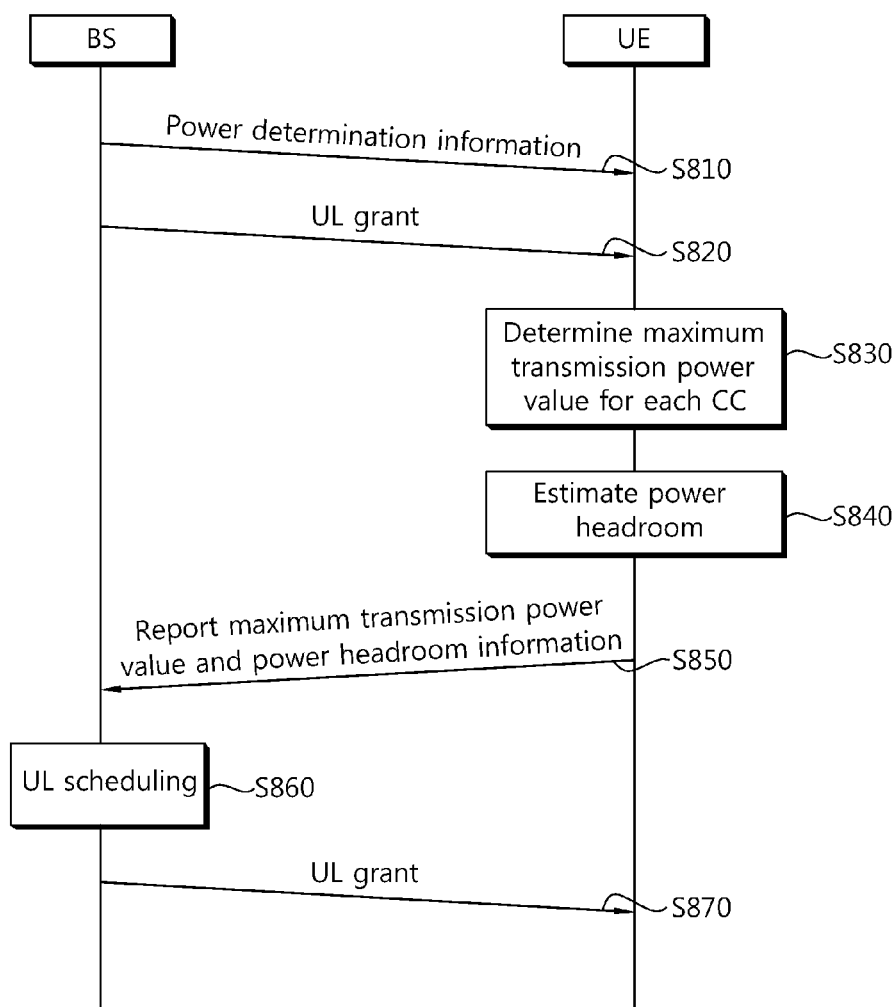 BS
UE
Power determination information
S810
UL grant
S820
Determine maximum
transmission power
value for each CC
S830
Estimate power
headroom
S840
Report maximum transmission power
value and power headroom information
S850
UL scheduling
S860
UL grant
S870